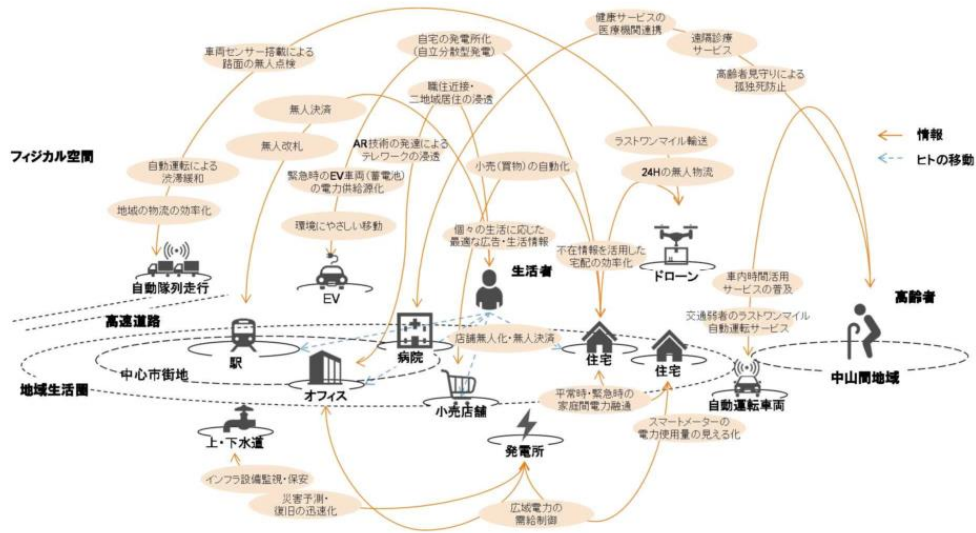 健康サービスの
医療機関連携
車両センサー搭載による
路面の無人点検
自宅の発電所化
(自立分散型発電)
遠隔診療
サービス
高齢者見守りによる
孤独死防止
職住近接・
二地域居住の浸透
無人決済
無人改札
AR技術の発達による
テレワークの浸透
ラストワンマイル輸送
情報
フィジカル空間
自動運転による
渋滞緩和
小売(買物)の自動化
24Hの無人物流
ヒトの移動
緊急時のEV車両(蓄電池)
の電力供給源化
地域の物流の効率化
環境にやさしい移動
個々の生活に応じた
最適な広告・生活情報
不在情報を活用した
宅配の効率化
ドローン
生活者
車内時間活用
サービスの普及
自動隊列走行
EV
高齢者
高速道路
交通弱者のラストワンマイル
自動運転サービス
店舗無人化・無人決済
駅
病院
住宅
住宅
中心市街地
中山間地域
地域生活圏
オフィス
小売店舗
平常時・緊急時の
家庭間電力融通
自動運転車両
スマートメーターの
電力使用量の見える化
上・下水道
発電所
インフラ設備監視・保安
災害予測・
復旧の迅速化
広域電力の
需給制御